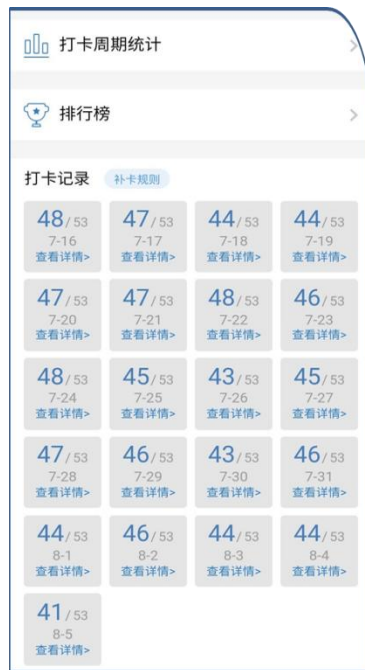 打卡周期统计
排行榜
打卡记录 补卡规则
48/53 47/53 44/53 44/53
7-16 7-17 7-18 7-19
查看详情> 查看详情> 查看详情> 查看详情>
47/53 47/53 48/53 46/53
7-20 7-21 7-22 7-23
查看详情> 查看详情> 查看详情> 查看详情>
48/53 45/53 43/53 45/53
7-24 7-25 7-26 7-27
查看详情> 查看详情> 查看详情> 查看详情>
47/53 46/53 43/53 46/53
7-28 7-29 7-30 7-31
查看详情> 查看详情> 查看详情> 查看详情>
44/53 46/53 44/53 44/53
8-1 8-2 8-3 8-4
查看详情> 查看详情> 查看详情> 查看详情>
41/53
8-5
查看详情>